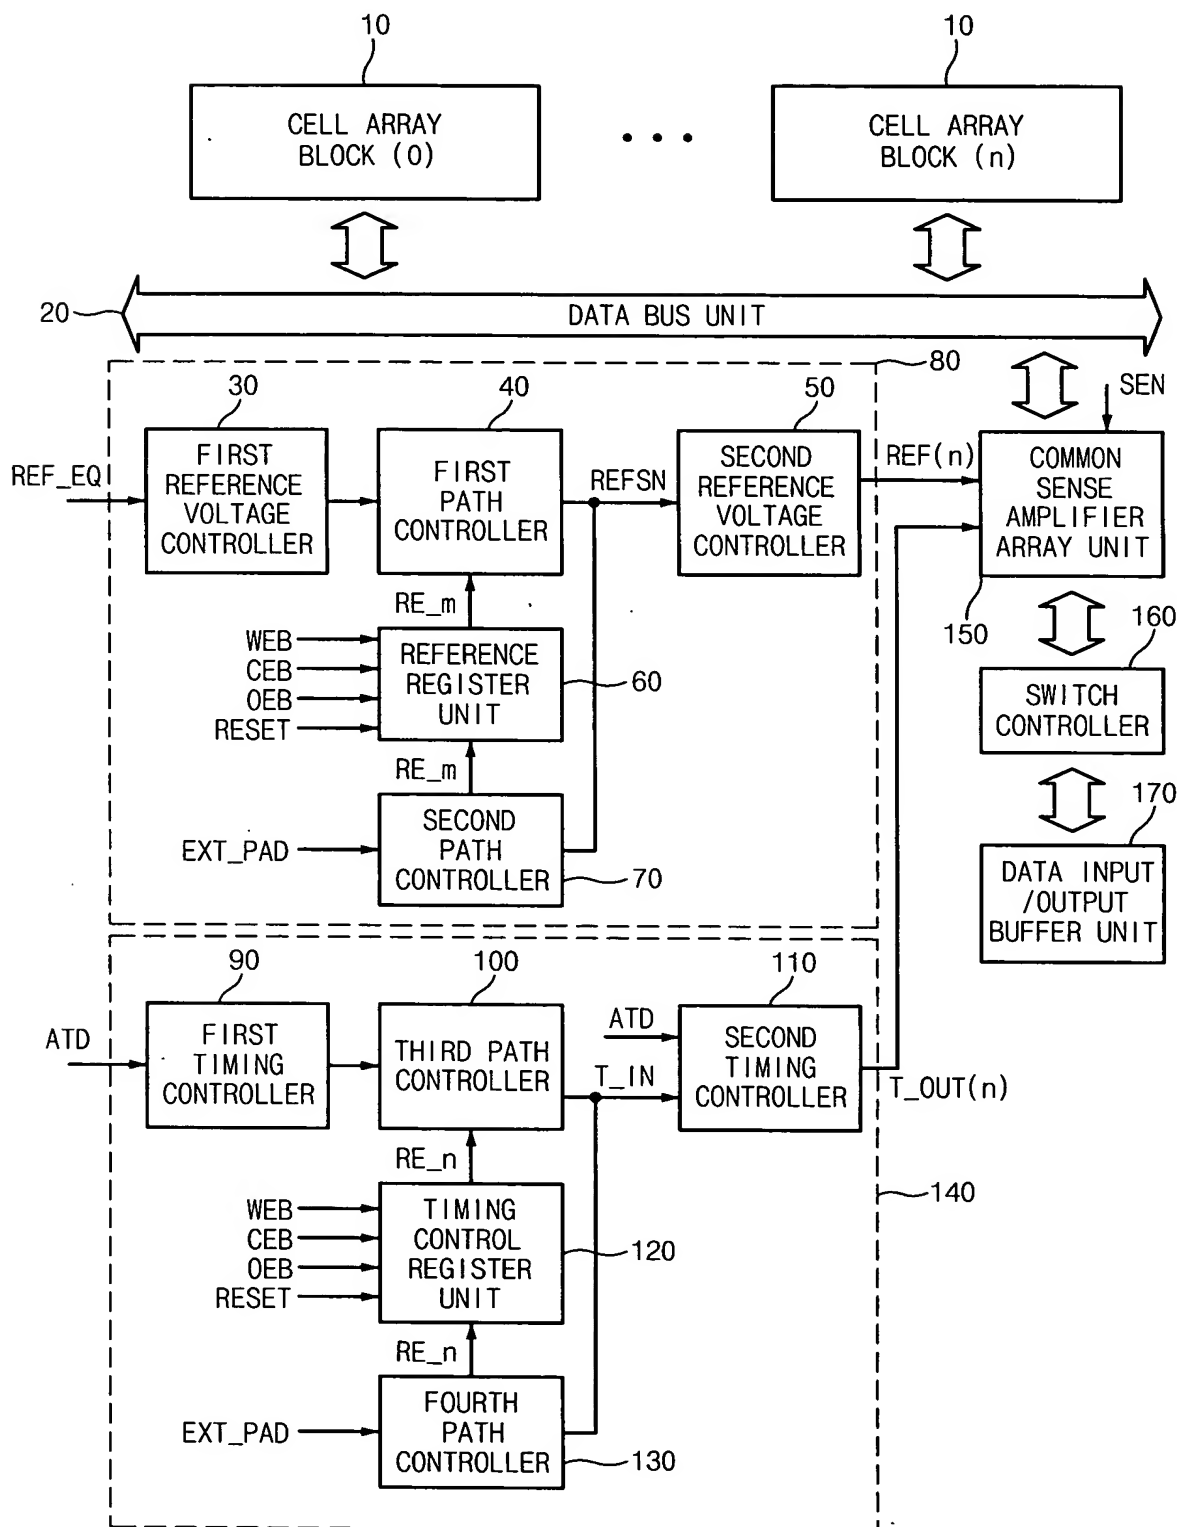 10
10
CELL ARRAY
BLOCK (0)
• • •
CELL ARRAY
BLOCK (n)
20
DATA BUS UNIT
80
30
40
50
SEN
REF_EQ
FIRST
REFERENCE
VOLTAGE
CONTROLLER
FIRST
PATH
CONTROLLER
REFSN
SECOND
REFERENCE
VOLTAGE
CONTROLLER
REF(n)
COMMON
SENSE
AMPLIFIER
ARRAY UNIT
150
RE_m
WEB
CEB
OEB
RESET
REFERENCE
REGISTER
UNIT
60
160
SWITCH
CONTROLLER
RE_m
EXT_PAD
SECOND
PATH
CONTROLLER
70
170
DATA INPUT
/OUTPUT
BUFFER UNIT
90
100
110
ATD
FIRST
TIMING
CONTROLLER
THIRD PATH
CONTROLLER
ATD
T_IN
SECOND
TIMING
CONTROLLER
T_OUT(n)
RE_n
WEB
CEB
OEB
RESET
TIMING
CONTROL
REGISTER
UNIT
120
140
RE_n
EXT_PAD
FOURTH
PATH
CONTROLLER
130